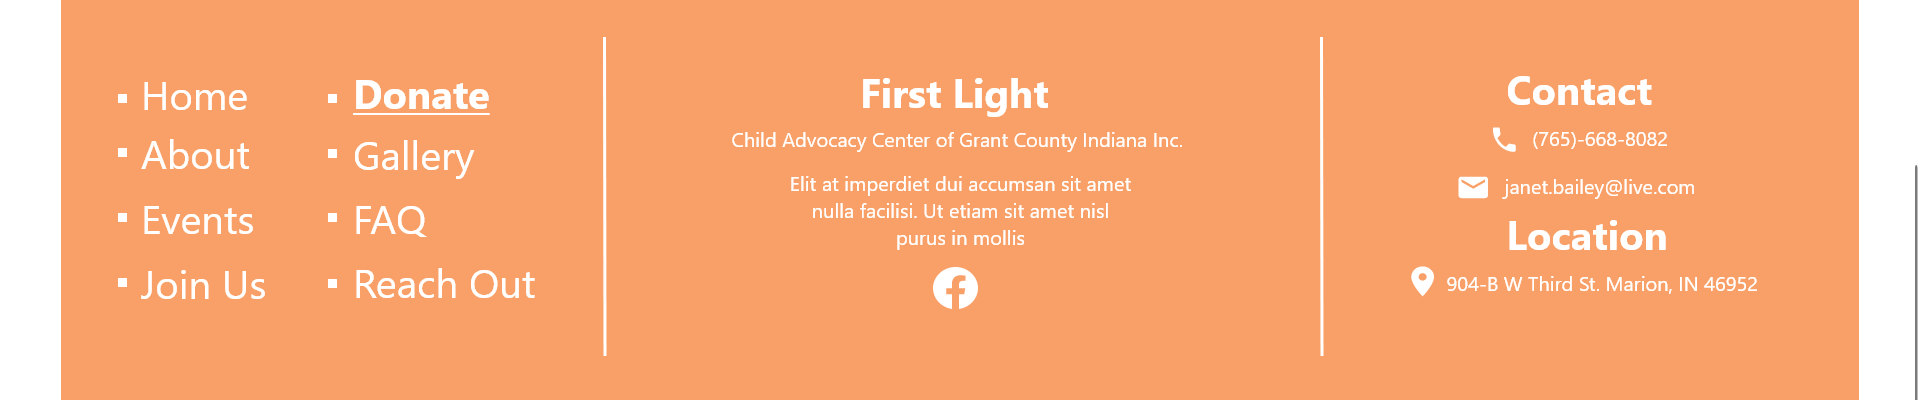 Home
About
Events
Join Us
Donate
Gallery
FAQ
Reach Out
First Light
Child Advocacy Center of Grant County Indiana Inc.
Elit at imperdiet dui accumsan sit amet
nulla facilisi. Ut etiam sit amet nisl
purus in mollis
Contact
(765)-668-8082
janet.bailey@live.com
Location
904-B W Third St. Marion, IN 46952